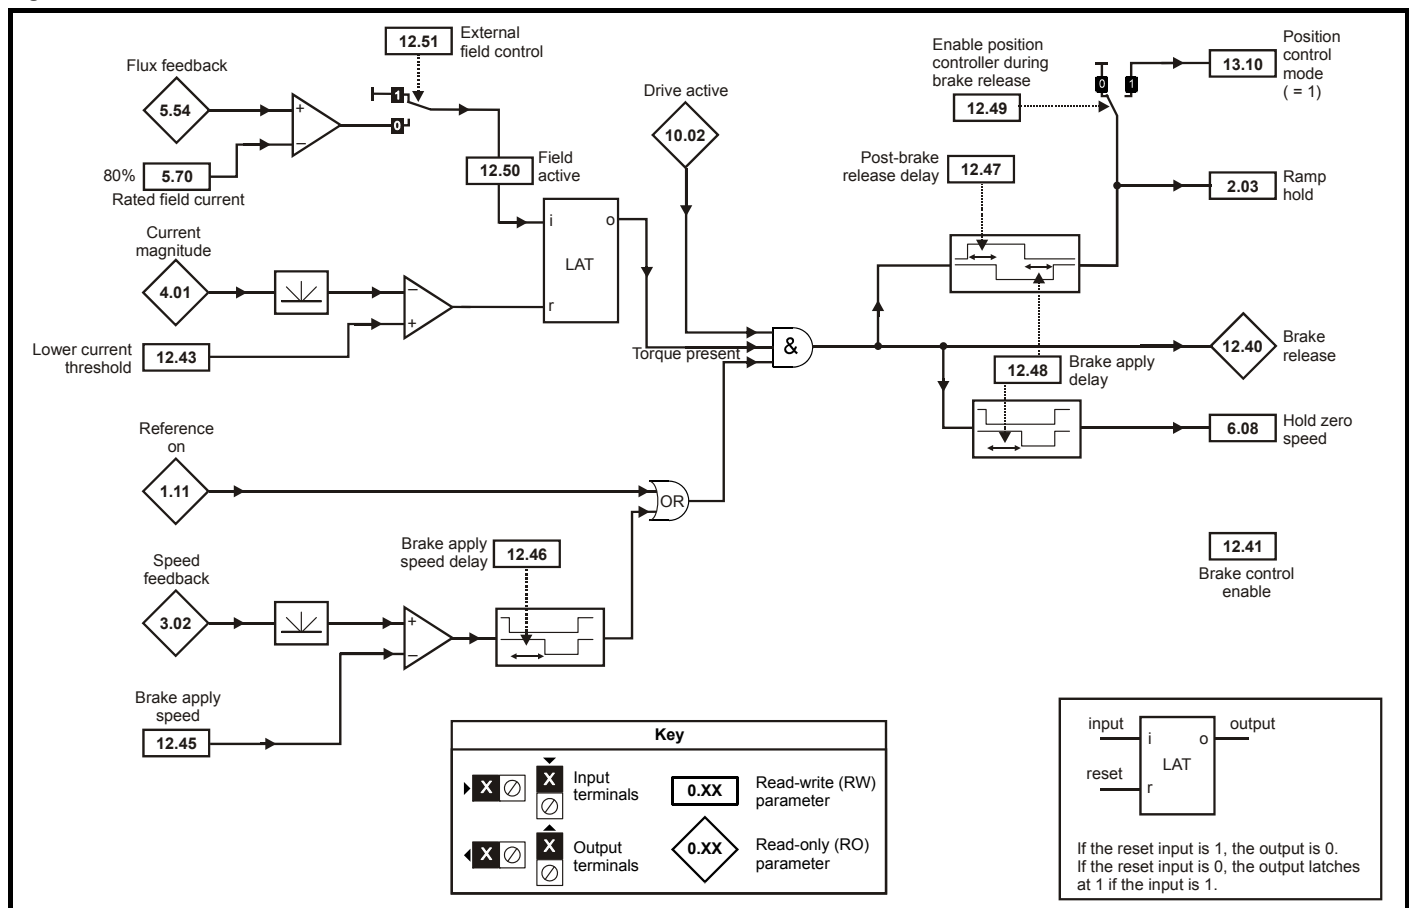 12.51
External
field control
Flux feedback
5.54
+
−
1
0
80%
5.70
Rated field current
12.50
Field
active
Current
magnitude
4.01
−
+
Lower current
threshold
12.43
i
o
LAT
r
Drive active
10.02
Torque present
&
Enable position
controller during
brake release
12.49
0
1
13.10
Position
control
mode
( = 1)
Post-brake
release delay
12.47
2.03
Ramp
hold
12.40
Brake
release
12.48
Brake apply
delay
6.08
Hold zero
speed
Reference
on
1.11
OR
Brake apply
speed delay
12.46
Speed
feedback
3.02
+
−
Brake apply
speed
12.45
12.41
Brake control
enable
Key
X
X
Input
terminals
0.XX
Read-write (RW)
parameter
X
X
Output
terminals
0.XX
Read-only (RO)
parameter
input
i
o
output
LAT
reset
r
If the reset input is 1, the output is 0.
If the reset input is 0, the output latches
at 1 if the input is 1.